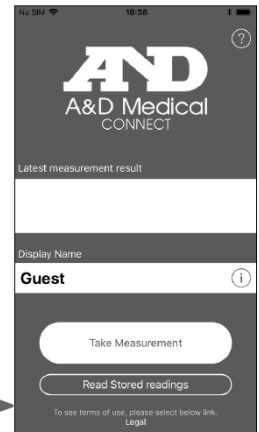 No SIM 18:36
?
AND
A&D Medical
CONNECT
Latest measurement result
Display Name
Guest i
Take Measurement
Read Stored readings
To see terms of use, please select below link.
Legal